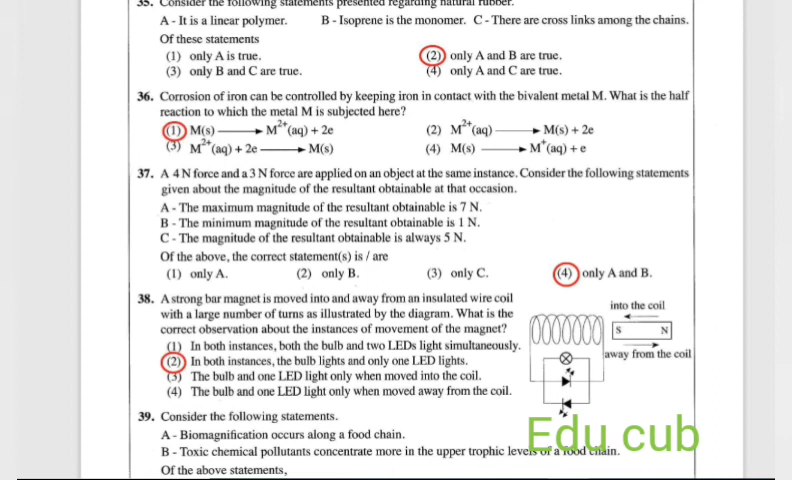 35. Consider the following statements presented regarding natural rubber.
A - It is a linear polymer. B - Isoprene is the monomer. C - There are cross links among the chains.
Of these statements
(1) only A is true. (2) only A and B are true.
(3) only B and C are true. (4) only A and C are true.
36. Corrosion of iron can be controlled by keeping iron in contact with the bivalent metal M. What is the half
reaction to which the metal M is subjected here?
(1) M(s) ⟶ M²⁺(aq) + 2e (2) M²⁺(aq) ⟶ M(s) + 2e
(3) M²⁺(aq) + 2e ⟶ M(s) (4) M(s) ⟶ M⁺(aq) + e
37. A 4 N force and a 3 N force are applied on an object at the same instance. Consider the following statements
given about the magnitude of the resultant obtainable at that occasion.
A - The maximum magnitude of the resultant obtainable is 7 N.
B - The minimum magnitude of the resultant obtainable is 1 N.
C - The magnitude of the resultant obtainable is always 5 N.
Of the above, the correct statement(s) is / are
(1) only A. (2) only B. (3) only C. (4) only A and B.
38. A strong bar magnet is moved into and away from an insulated wire coil
with a large number of turns as illustrated by the diagram. What is the
correct observation about the instances of movement of the magnet?
(1) In both instances, both the bulb and two LEDs light simultaneously.
(2) In both instances, the bulb lights and only one LED lights.
(3) The bulb and one LED light only when moved into the coil.
(4) The bulb and one LED light only when moved away from the coil.
into the coil
S N
away from the coil
39. Consider the following statements.
A - Biomagnification occurs along a food chain.
B - Toxic chemical pollutants concentrate more in the upper trophic levels of a food chain.
Of the above statements,
Edu cub